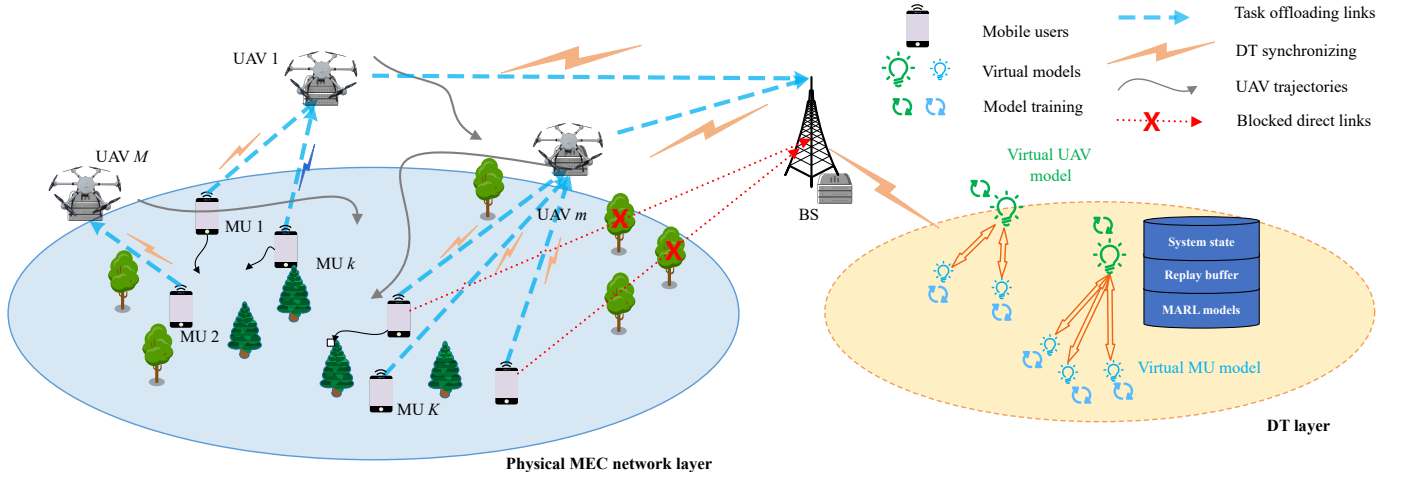 UAV 1
UAV M
UAV m
MU 1
MU k
MU 2
MU K
BS
Physical MEC network layer
Mobile users
Virtual models
Model training
Task offloading links
DT synchronizing
UAV trajectories
X
Blocked direct links
X
X
Virtual UAV
model
System state
Replay buffer
MARL models
Virtual MU model
DT layer